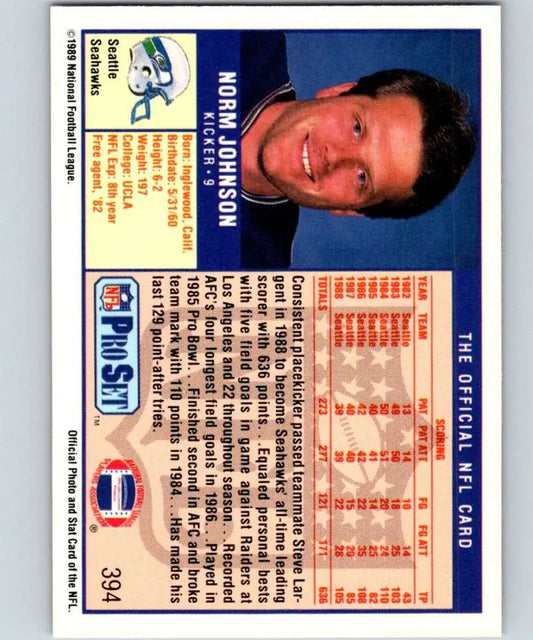 THE OFFICIAL NFL CARD
SCORING
YEAR TEAM PAT PAT ATT FG FG ATT TP
1982 Seattle 13 14 10 14 43
1983 Seattle 49 50 18 25 103
1984 Seattle 50 51 20 24 110
1985 Seattle 40 41 14 25 82
1986 Seattle 42 42 22 35 108
1987 Seattle 40 40 15 20 85
1988 Seattle 39 39 22 28 105
TOTALS 273 277 121 171 636
NORM JOHNSON
KICKER • 9
Seattle
Seahawks
Born: Inglewood, Calif.
Birthdate: 5/31/60
Height: 6-2
Weight: 197
College: UCLA
NFL Exp: 8th year
Free agent, '82
Consistent placekicker passed teammate Steve Lar-
gent in 1988 to become Seahawks' all-time leading
scorer with 636 points. . .Equaled personal bests
with five field goals in game against Raiders at
Los Angeles and 22 throughout season. . .Recorded
AFC's four longest field goals in 1986. . .Played in
1985 Pro Bowl. . .Finished second in AFC and broke
team mark with 110 points in 1984. . .Has made his
last 129 point-after tries.
NFL PRO SET ™
®
394
©1989 National Football League.
Official Photo and Stat Card of the NFL.